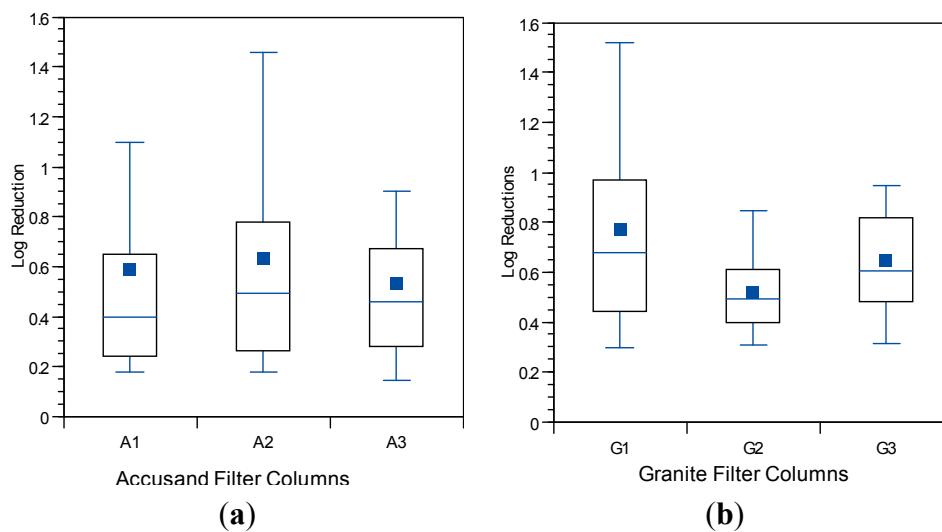 1.6
1.4
1.2
1
0.8
0.6
0.4
0.2
0
Log Reduction
A1
A2
A3
Accusand Filter Columns
(a)
1.6
1.4
1.2
1
0.8
0.6
0.4
0.2
0
Log Reductions
G1
G2
G3
Granite Filter Columns
(b)